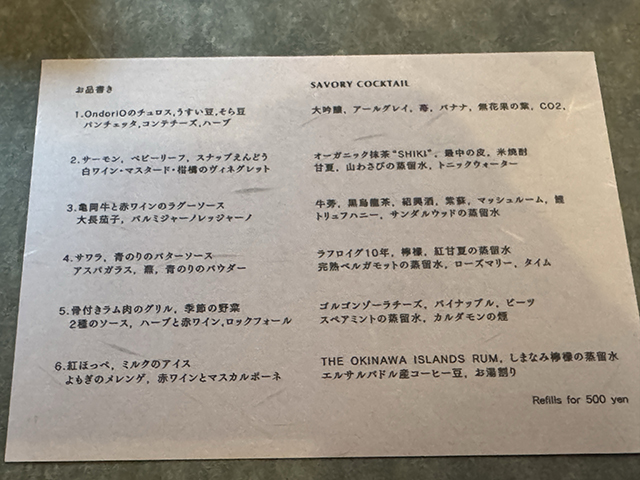 お品書き
SAVORY COCKTAIL
1.OndoriOのチュロス,うすい豆,そら豆
パンチェッタ,コンテチーズ,ハーブ
大吟醸, アールグレイ, 苺, バナナ, 無花果の葉, CO2,
2.サーモン, ベビーリーフ, スナップえんどう
白ワイン・マスタード・柑橘のヴィネグレット
オーガニック抹茶"SHIKI", 最中の皮, 米焼酎
甘夏, 山わさびの蒸留水, トニックウォーター
3.亀岡牛と赤ワインのラグーソース
大長茄子, パルミジャーノレッジャーノ
牛蒡, 黒烏龍茶, 紹興酒, 紫蘇, マッシュルーム, 鰹
トリュフハニー, サンダルウッドの蒸留水
4.サワラ, 青のりのバターソース
アスパガラス, 蕪, 青のりのパウダー
ラフロイグ10年, 檸檬, 紅甘夏の蒸留水
完熟ベルガモットの蒸留水, ローズマリー, タイム
5.骨付きラム肉のグリル, 季節の野菜
2種のソース, ハーブと赤ワイン,ロックフォール
ゴルゴンゾーラチーズ, パイナップル, ビーツ
スペアミントの蒸留水, カルダモンの煙
6.紅ほっぺ, ミルクのアイス
よもぎのメレンゲ, 赤ワインとマスカルポーネ
THE OKINAWA ISLANDS RUM, しまなみ檸檬の蒸留水
エルサルバドル産コーヒー豆, お湯割り
Refills for 500 yen